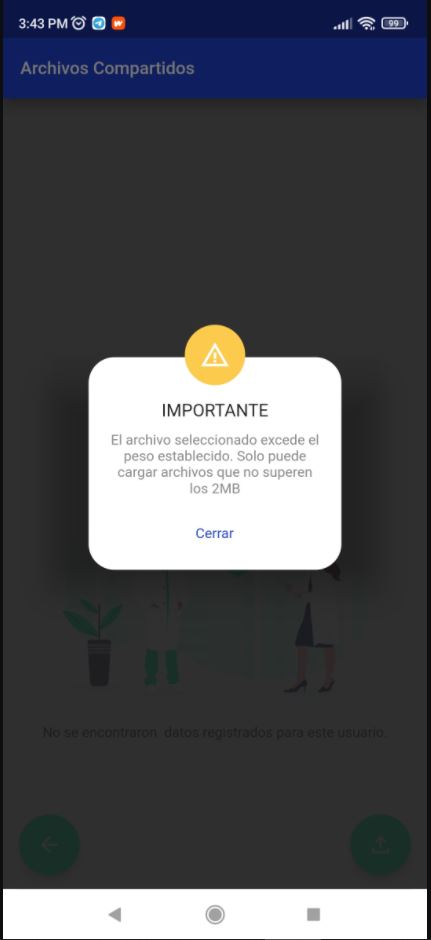 3:43 PM
99
Archivos Compartidos
IMPORTANTE
El archivo seleccionado excede el
peso establecido. Solo puede
cargar archivos que no superen
los 2MB
Cerrar
No se encontraron  datos registrados para este usuario.